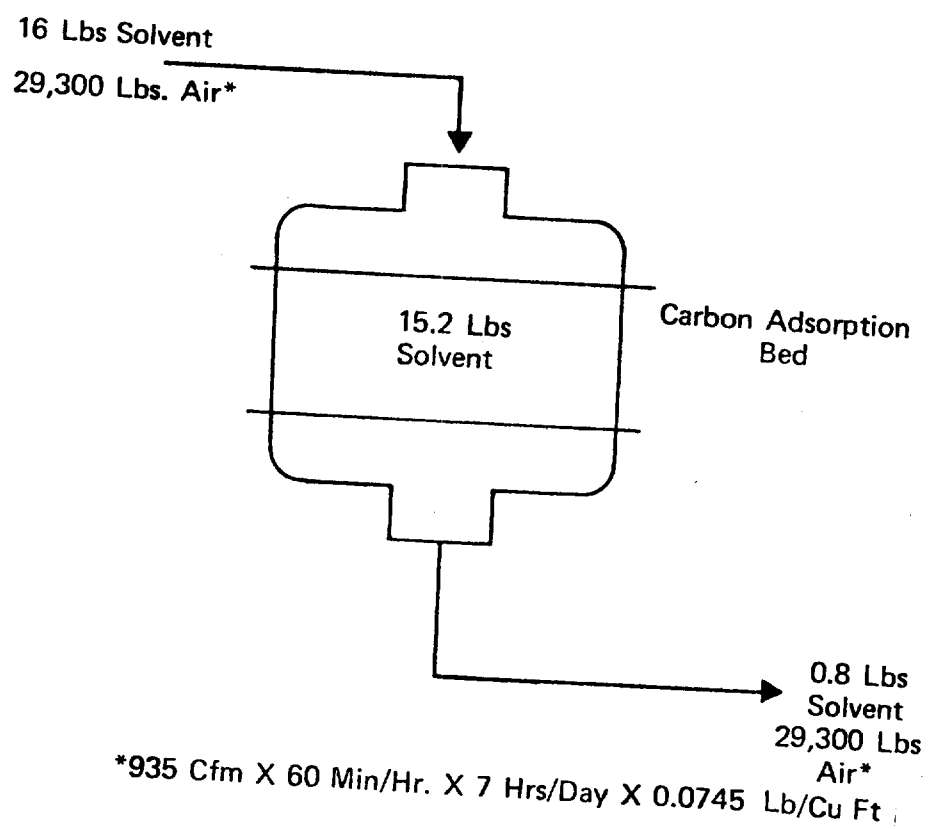 16 Lbs Solvent
29,300 Lbs. Air*
15.2 Lbs
Solvent
Carbon Adsorption
Bed
0.8 Lbs
Solvent
29,300 Lbs
Air*
*935 Cfm X 60 Min/Hr. X 7 Hrs/Day X 0.0745 Lb/Cu Ft